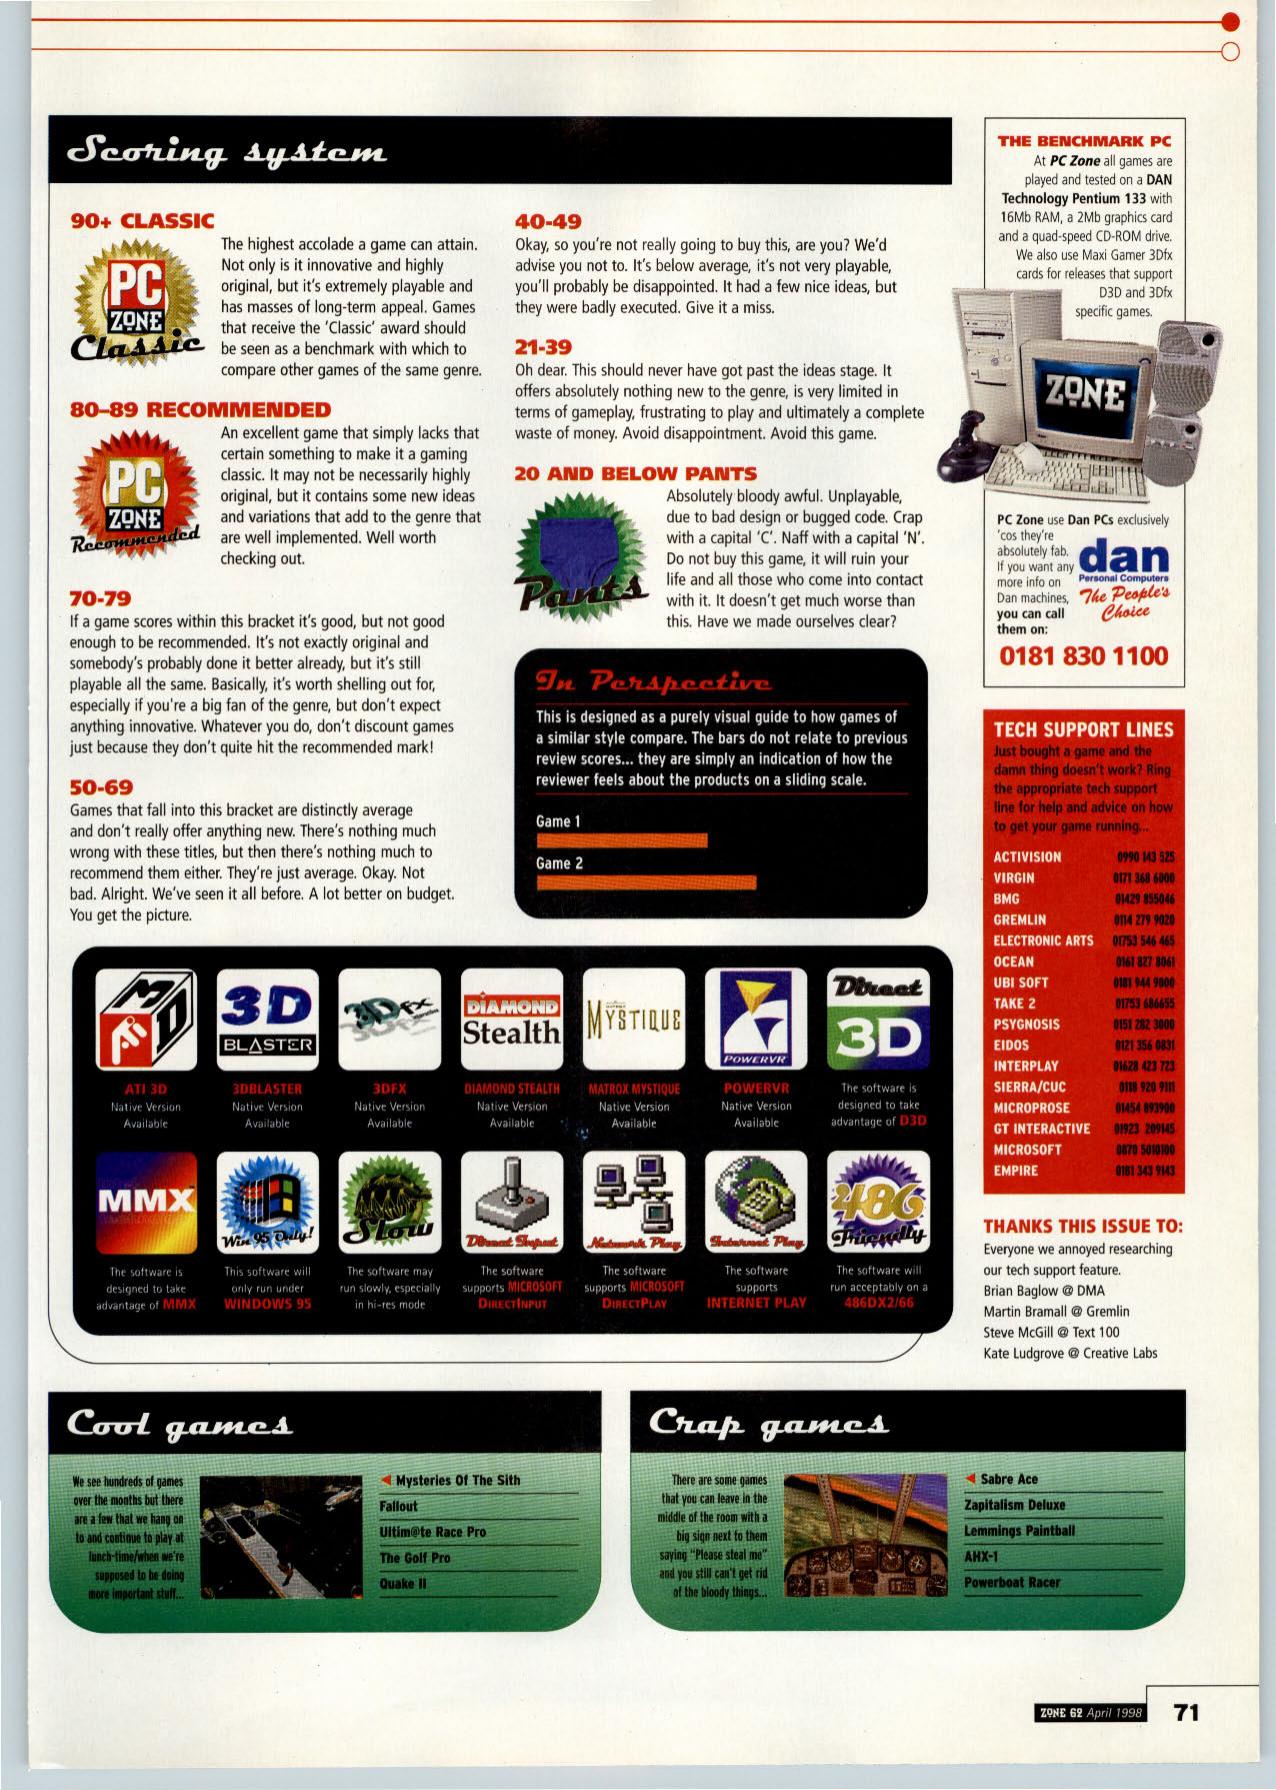 Scoring system
90+ CLASSIC
PC
ZONE
Classic
The highest accolade a game can attain.
Not only is it innovative and highly
original, but it's extremely playable and
has masses of long-term appeal. Games
that receive the 'Classic' award should
be seen as a benchmark with which to
compare other games of the same genre.
80–89 RECOMMENDED
PC
ZONE
Recommended
An excellent game that simply lacks that
certain something to make it a gaming
classic. It may not be necessarily highly
original, but it contains some new ideas
and variations that add to the genre that
are well implemented. Well worth
checking out.
70-79
If a game scores within this bracket it's good, but not good
enough to be recommended. It's not exactly original and
somebody's probably done it better already, but it's still
playable all the same. Basically, it's worth shelling out for,
especially if you're a big fan of the genre, but don't expect
anything innovative. Whatever you do, don't discount games
just because they don't quite hit the recommended mark!
50-69
Games that fall into this bracket are distinctly average
and don't really offer anything new. There's nothing much
wrong with these titles, but then there's nothing much to
recommend them either. They're just average. Okay. Not
bad. Alright. We've seen it all before. A lot better on budget.
You get the picture.
40-49
Okay, so you're not really going to buy this, are you? We'd
advise you not to. It's below average, it's not very playable,
you'll probably be disappointed. It had a few nice ideas, but
they were badly executed. Give it a miss.
21-39
Oh dear. This should never have got past the ideas stage. It
offers absolutely nothing new to the genre, is very limited in
terms of gameplay, frustrating to play and ultimately a complete
waste of money. Avoid disappointment. Avoid this game.
20 AND BELOW PANTS
Pants
Absolutely bloody awful. Unplayable,
due to bad design or bugged code. Crap
with a capital 'C'. Naff with a capital 'N'.
Do not buy this game, it will ruin your
life and all those who come into contact
with it. It doesn't get much worse than
this. Have we made ourselves clear?
In Perspective
This is designed as a purely visual guide to how games of
a similar style compare. The bars do not relate to previous
review scores... they are simply an indication of how the
reviewer feels about the products on a sliding scale.
Game 1
Game 2
ATI 3D
ATI 3D
Native Version
Available
3D
BLASTER
3DBLASTER
Native Version
Available
3Dfx
3DFX
Native Version
Available
DIAMOND
Stealth
DIAMOND STEALTH
Native Version
Available
MYSTIQUE
MATROX MYSTIQUE
Native Version
Available
POWERVR
POWERVR
Native Version
Available
Direct
3D
The software is
designed to take
advantage of D3D
MMX
The software is
designed to take
advantage of MMX
Win 95 Only!
This software will
only run under
WINDOWS 95
Slow
The software may
run slowly, especially
in hi-res mode
Direct Input
The software
supports MICROSOFT
DIRECTINPUT
Network Play
The software
supports MICROSOFT
DIRECTPLAY
Internet Play
The software
supports
INTERNET PLAY
486
Friendly
The software will
run acceptably on a
486DX2/66
THE BENCHMARK PC
At PC Zone all games are
played and tested on a DAN
Technology Pentium 133 with
16Mb RAM, a 2Mb graphics card
and a quad-speed CD-ROM drive.
We also use Maxi Gamer 3Dfx
cards for releases that support
D3D and 3Dfx
specific games.
ZONE
PC Zone use Dan PCs exclusively
'cos they're
absolutely fab.
If you want any
more info on
Dan machines,
you can call
them on:
dan
Personal Computers
The People's
Choice
0181 830 1100
TECH SUPPORT LINES
Just bought a game and the
damn thing doesn't work? Ring
the appropriate tech support
line for help and advice on how
to get your game running...
ACTIVISION 0990 143 525
VIRGIN 0171 368 6000
BMG 01429 855046
GREMLIN 0114 279 9020
ELECTRONIC ARTS 01753 546 465
OCEAN 0161 827 8061
UBI SOFT 0181 944 9000
TAKE 2 01753 686655
PSYGNOSIS 0151 282 3000
EIDOS 0121 356 0831
INTERPLAY 01628 423 723
SIERRA/CUC 0118 920 9111
MICROPROSE 01454 893900
GT INTERACTIVE 01923 209145
MICROSOFT 0870 5010100
EMPIRE 0181 343 9143
THANKS THIS ISSUE TO:
Everyone we annoyed researching
our tech support feature.
Brian Baglow @ DMA
Martin Bramall @ Gremlin
Steve McGill @ Text 100
Kate Ludgrove @ Creative Labs
Cool games
We see hundreds of games
over the months but there
are a few that we hang on
to and continue to play at
lunch-time/when we're
supposed to be doing
more important stuff...
Mysteries Of The Sith
Fallout
Ultim@te Race Pro
The Golf Pro
Quake II
Crap games
There are some games
that you can leave in the
middle of the room with a
big sign next to them
saying "Please steal me"
and you still can't get rid
of the bloody things...
Sabre Ace
Zapitalism Deluxe
Lemmings Paintball
AHX-1
Powerboat Racer
ZONE 62 April 1998
71